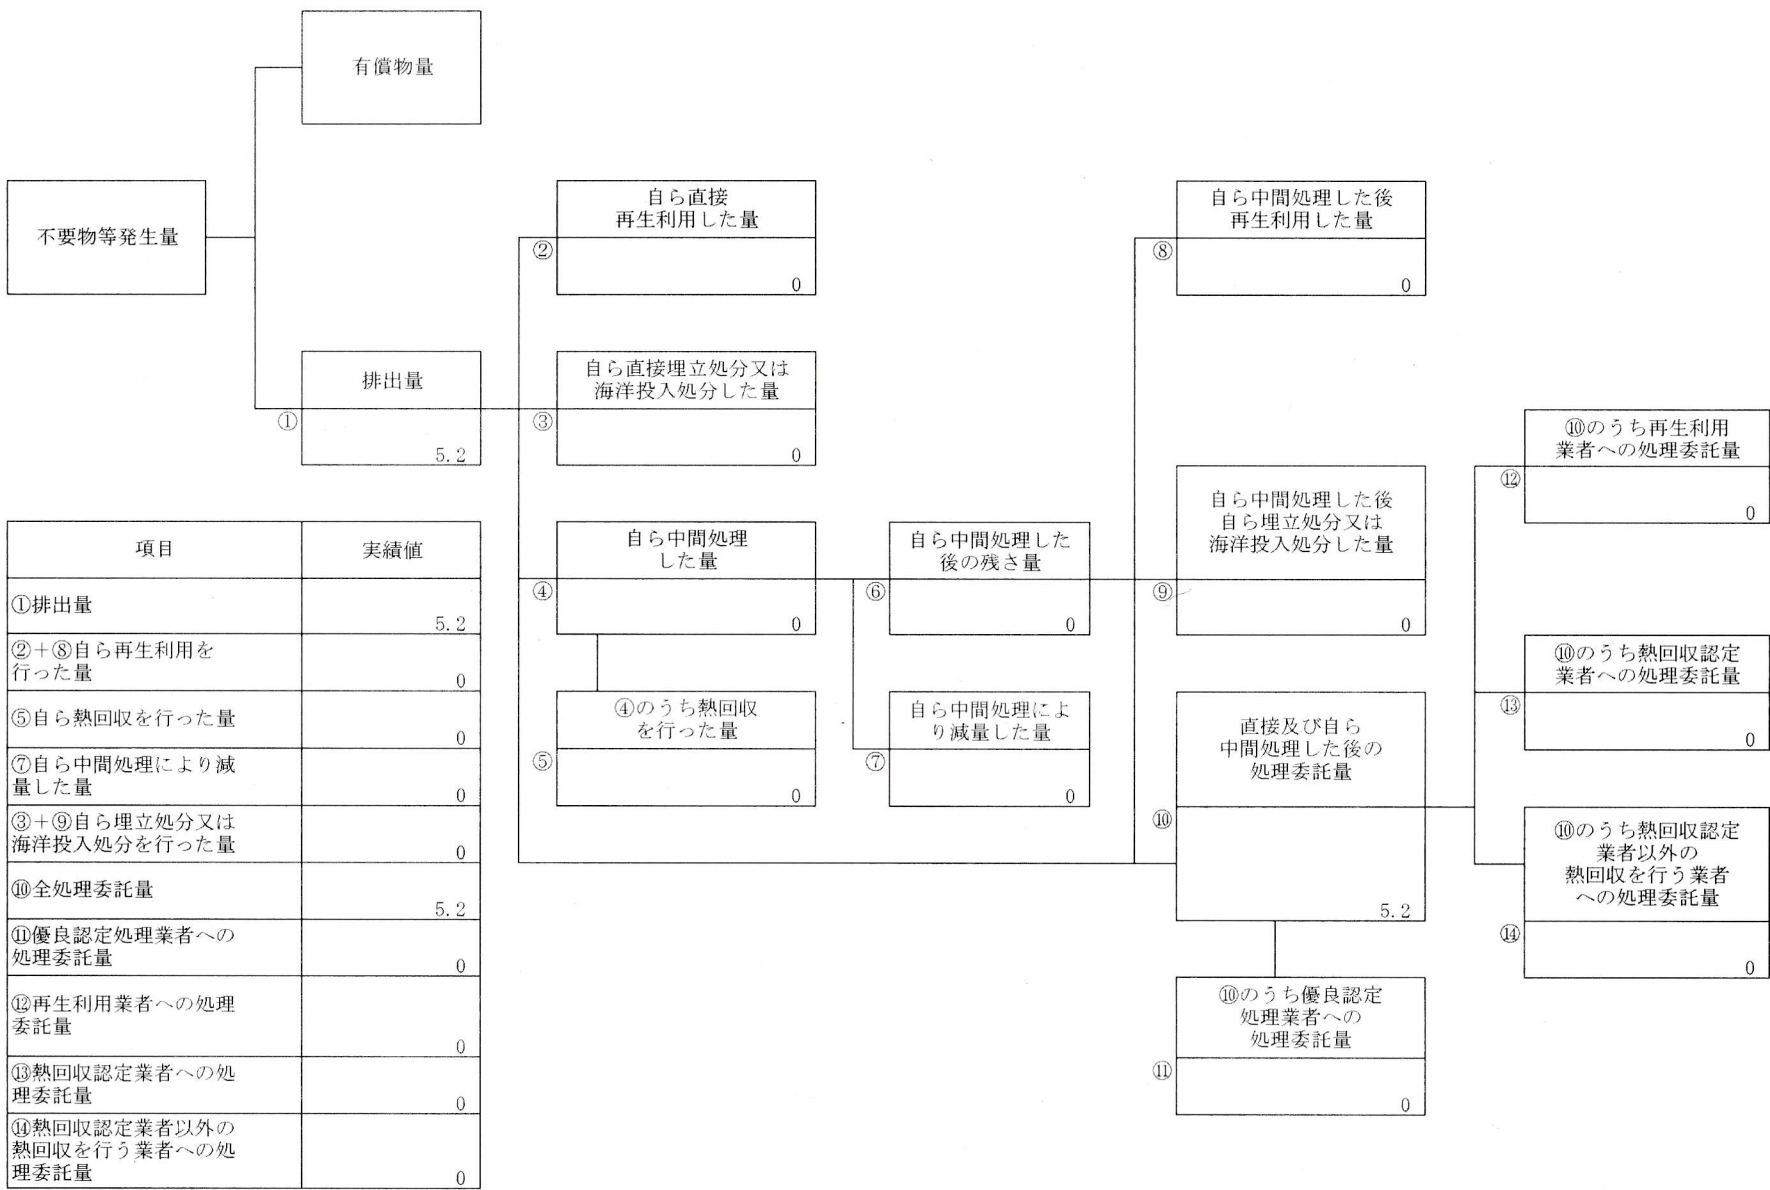 有償物量
不要物等発生量
排出量
①
5.2
自ら直接
再生利用した量
②
0
自ら直接埋立処分又は
海洋投入処分した量
③
0
自ら中間処理
した量
④
0
④のうち熱回収
を行った量
⑤
0
自ら中間処理した
後の残さ量
⑥
0
自ら中間処理によ
り減量した量
⑦
0
自ら中間処理した後
再生利用した量
⑧
0
自ら中間処理した後
自ら埋立処分又は
海洋投入処分した量
⑨
0
直接及び自ら
中間処理した後の
処理委託量
⑩
5.2
⑩のうち優良認定
処理業者への
処理委託量
⑪
0
⑩のうち再生利用
業者への処理委託量
⑫
0
⑩のうち熱回収認定
業者への処理委託量
⑬
0
⑩のうち熱回収認定
業者以外の
熱回収を行う業者
への処理委託量
⑭
0
項目 実績値
①排出量
5.2
②+⑧自ら再生利用を
行った量
0
⑤自ら熱回収を行った量
0
⑦自ら中間処理により減
量した量
0
③+⑨自ら埋立処分又は
海洋投入処分を行った量
0
⑩全処理委託量
5.2
⑪優良認定処理業者への
処理委託量
0
⑫再生利用業者への処理
委託量
0
⑬熱回収認定業者への処
理委託量
0
⑭熱回収認定業者以外の
熱回収を行う業者への処
理委託量
0